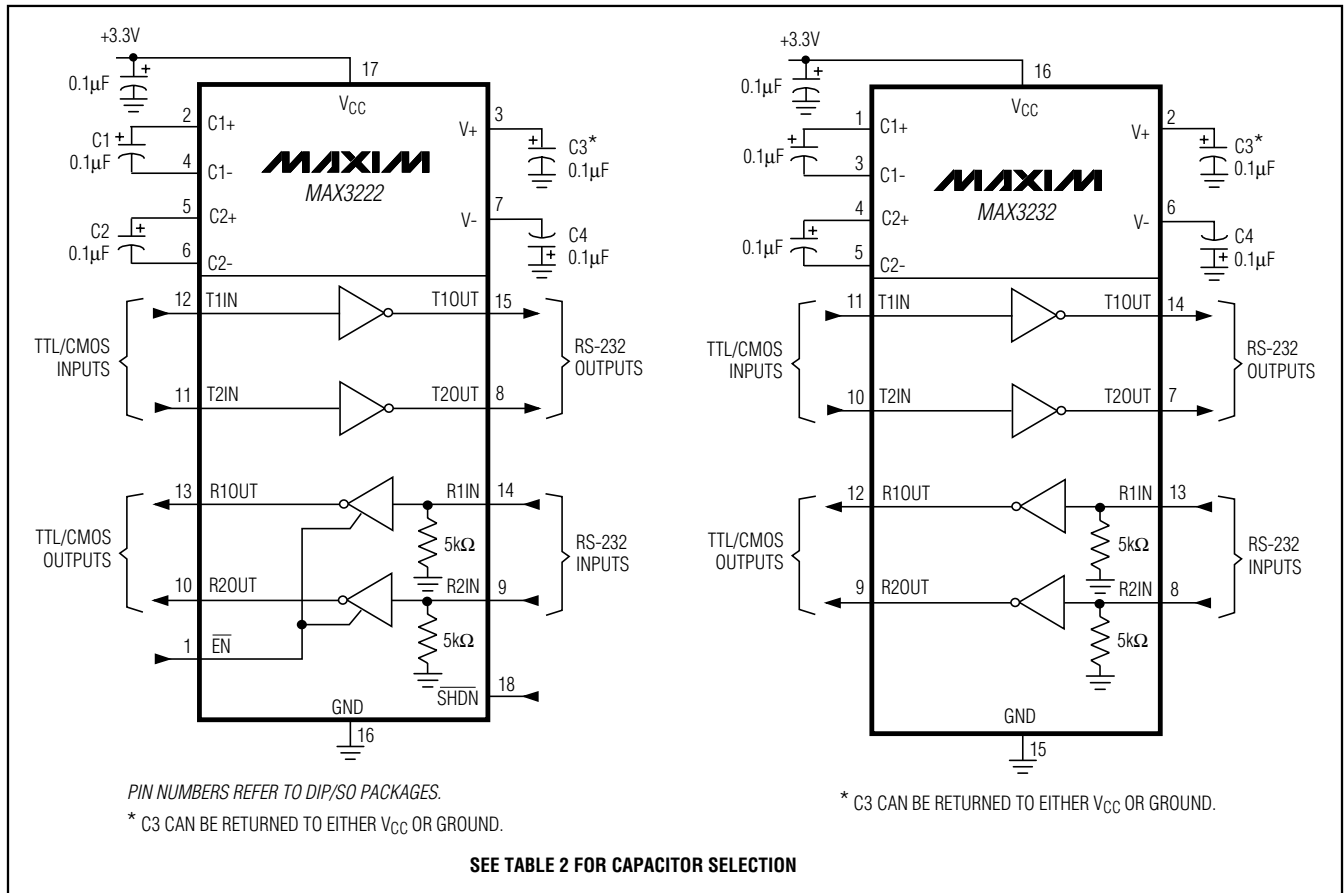 +3.3V
0.1µF
+
17
VCC
2
C1+
C1
+
0.1µF
4
C1-
5
C2+
C2
+
0.1µF
6
C2-
MAXIM
MAX3222
V+
3
+
C3*
0.1µF
V-
7
C4
+
0.1µF
TTL/CMOS
INPUTS
12
T1IN
T1OUT
15
11
T2IN
T2OUT
8
RS-232
OUTPUTS
TTL/CMOS
OUTPUTS
13
R1OUT
R1IN
14
5kΩ
10
R2OUT
R2IN
9
5kΩ
RS-232
INPUTS
1
EN
SHDN
18
GND
16
PIN NUMBERS REFER TO DIP/SO PACKAGES.
* C3 CAN BE RETURNED TO EITHER VCC OR GROUND.
+3.3V
0.1µF
+
16
VCC
1
C1+
+
0.1µF
3
C1-
4
C2+
+
0.1µF
5
C2-
MAXIM
MAX3232
V+
2
+
C3*
0.1µF
V-
6
C4
+
0.1µF
TTL/CMOS
INPUTS
11
T1IN
T1OUT
14
10
T2IN
T2OUT
7
RS-232
OUTPUTS
TTL/CMOS
OUTPUTS
12
R1OUT
R1IN
13
5kΩ
9
R2OUT
R2IN
8
5kΩ
RS-232
INPUTS
GND
15
* C3 CAN BE RETURNED TO EITHER VCC OR GROUND.
SEE TABLE 2 FOR CAPACITOR SELECTION